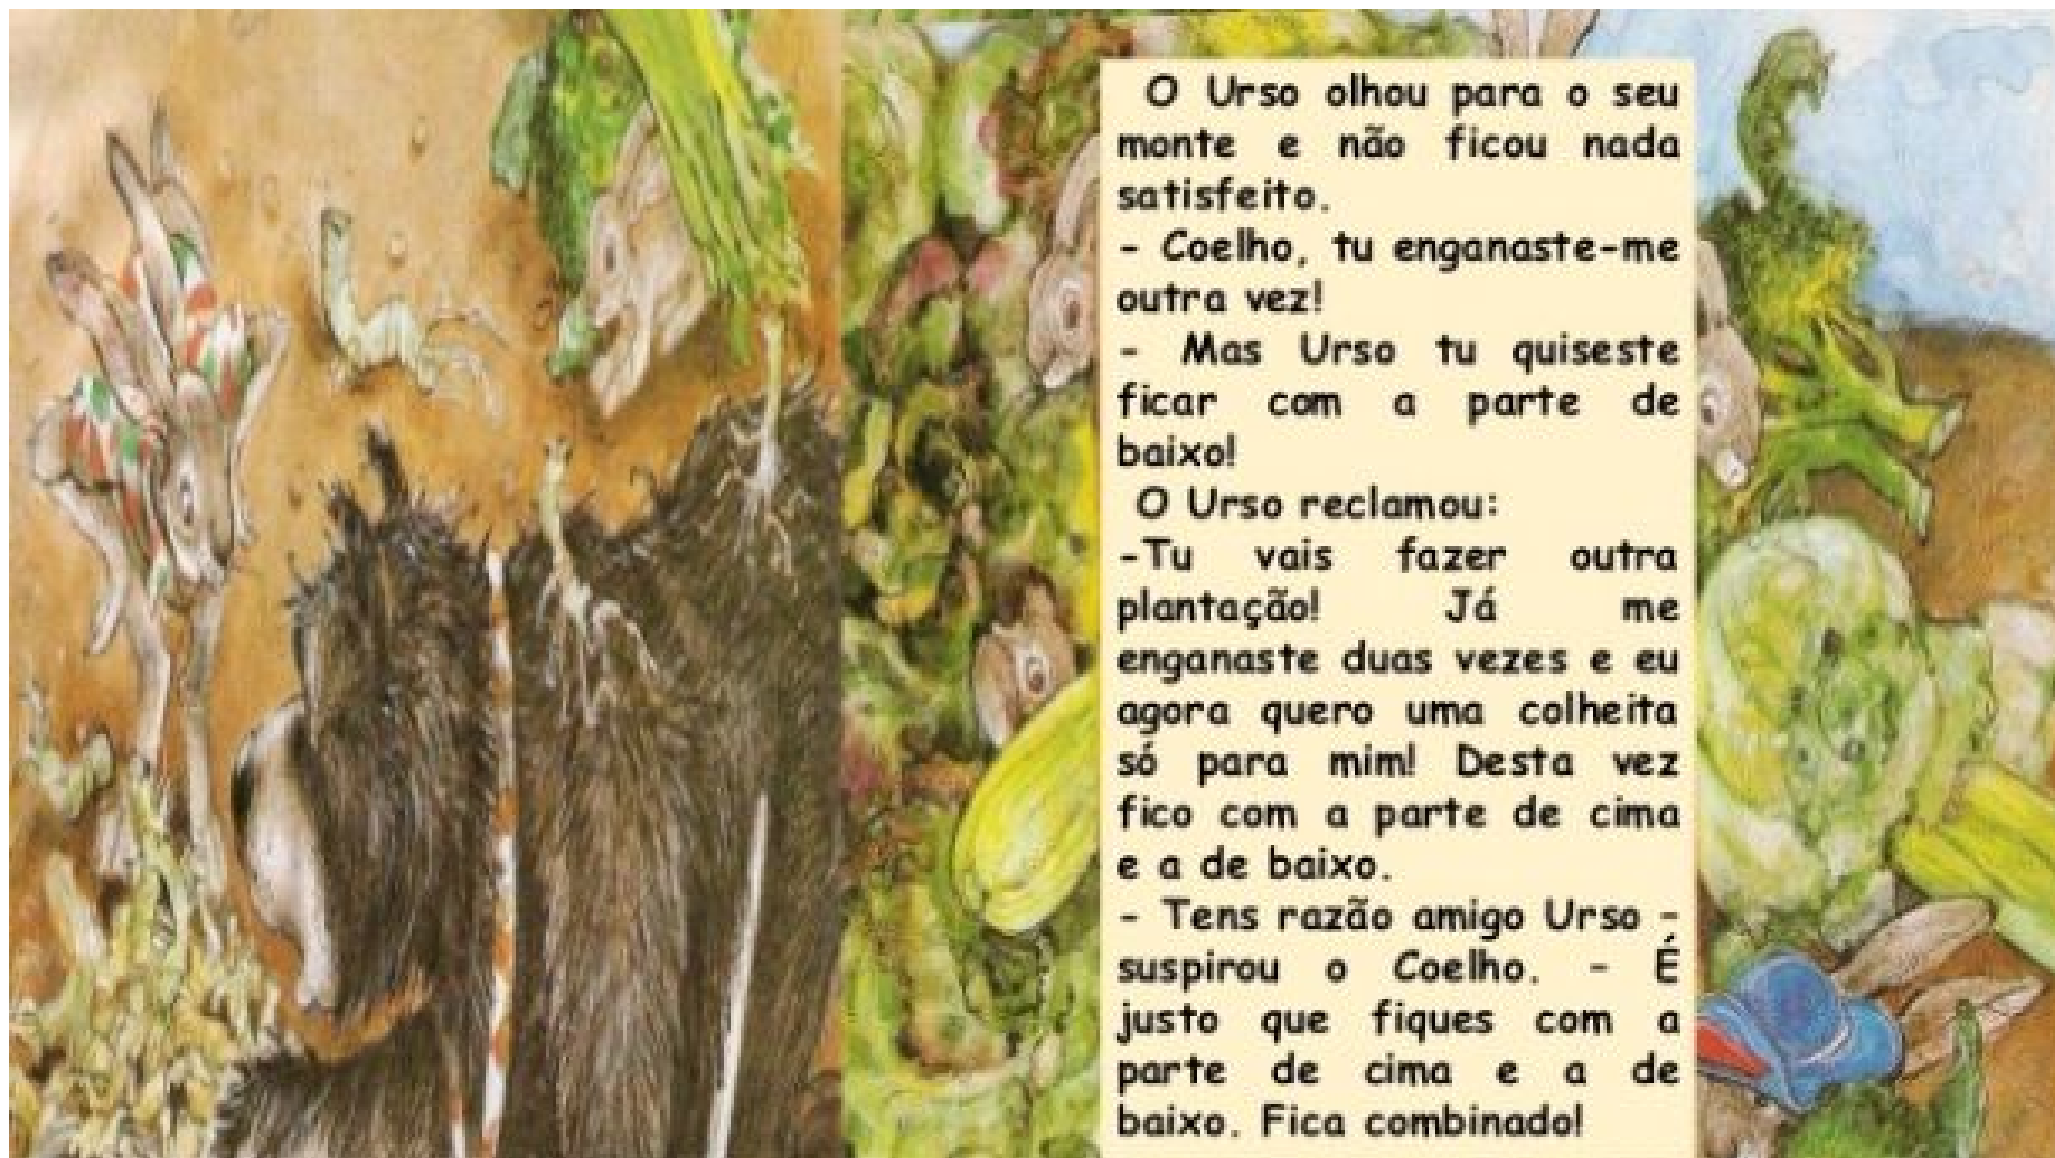 O Urso olhou para o seu
monte e não ficou nada
satisfeito.
- Coelho, tu enganaste-me
outra vez!
- Mas Urso tu quiseste
ficar com a parte de
baixo!
O Urso reclamou:
-Tu vais fazer outra
plantação! Já me
enganaste duas vezes e eu
agora quero uma colheita
só para mim! Desta vez
fico com a parte de cima
e a de baixo.
- Tens razão amigo Urso -
suspirou o Coelho. - É
justo que fiques com a
parte de cima e a de
baixo. Fica combinado!